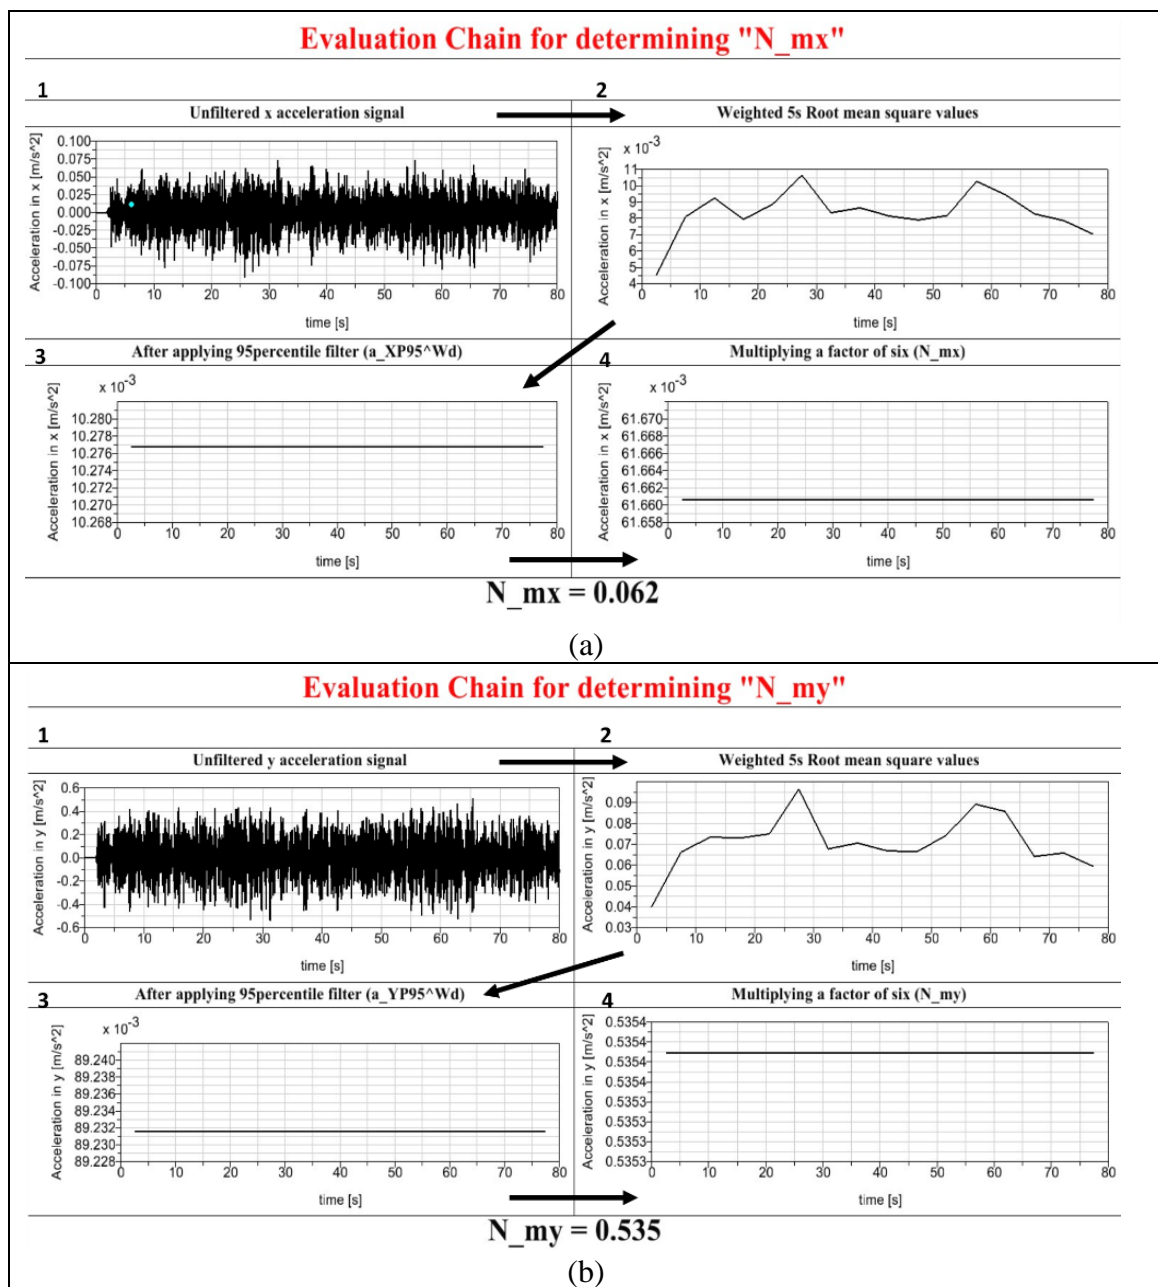 Evaluation Chain for determining "N_mx"
1 2
Unfiltered x acceleration signal Weighted 5s Root mean square values
Acceleration in x [m/s^2]
0.100
0.075
0.050
0.025
0.000
-0.025
-0.050
-0.075
-0.100
0 10 20 30 40 50 60 70 80
time [s]
x 10-3
Acceleration in x [m/s^2]
11
10
9
8
7
6
5
4
0 10 20 30 40 50 60 70 80
time [s]
3 4
After applying 95percentile filter (a_XP95^Wd) Multiplying a factor of six (N_mx)
x 10-3
Acceleration in x [m/s^2]
10.280
10.278
10.276
10.274
10.272
10.270
10.268
0 10 20 30 40 50 60 70 80
time [s]
x 10-3
Acceleration in x [m/s^2]
61.670
61.668
61.666
61.664
61.662
61.660
61.658
0 10 20 30 40 50 60 70 80
time [s]
N_mx = 0.062
(a)
Evaluation Chain for determining "N_my"
1 2
Unfiltered y acceleration signal Weighted 5s Root mean square values
Acceleration in y [m/s^2]
0.6
0.4
0.2
0.0
-0.2
-0.4
-0.6
0 10 20 30 40 50 60 70 80
time [s]
Acceleration in y [m/s^2]
0.09
0.08
0.07
0.06
0.05
0.04
0.03
0 10 20 30 40 50 60 70 80
time [s]
3 4
After applying 95percentile filter (a_YP95^Wd) Multiplying a factor of six (N_my)
x 10-3
Acceleration in y [m/s^2]
89.240
89.238
89.236
89.234
89.232
89.230
89.228
0 10 20 30 40 50 60 70 80
time [s]
Acceleration in y [m/s^2]
0.5354
0.5354
0.5354
0.5353
0.5353
0.5353
0 10 20 30 40 50 60 70 80
time [s]
N_my = 0.535
(b)